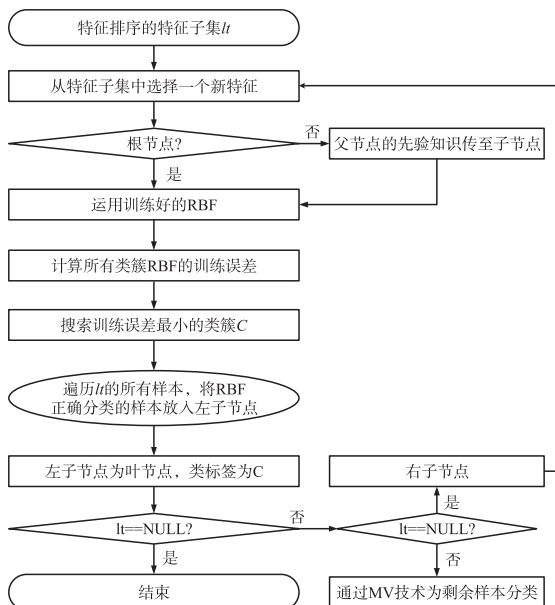 特征排序的特征子集lt
从特征子集中选择一个新特征
根节点?
否
父节点的先验知识传至子节点
是
运用训练好的RBF
计算所有类簇RBF的训练误差
搜索训练误差最小的类簇C
遍历lt的所有样本，将RBF
正确分类的样本放入左子节点
左子节点为叶节点，类标签为C
右子节点
lt==NULL?
否
是
lt==NULL?
是
否
结束
通过MV技术为剩余样本分类